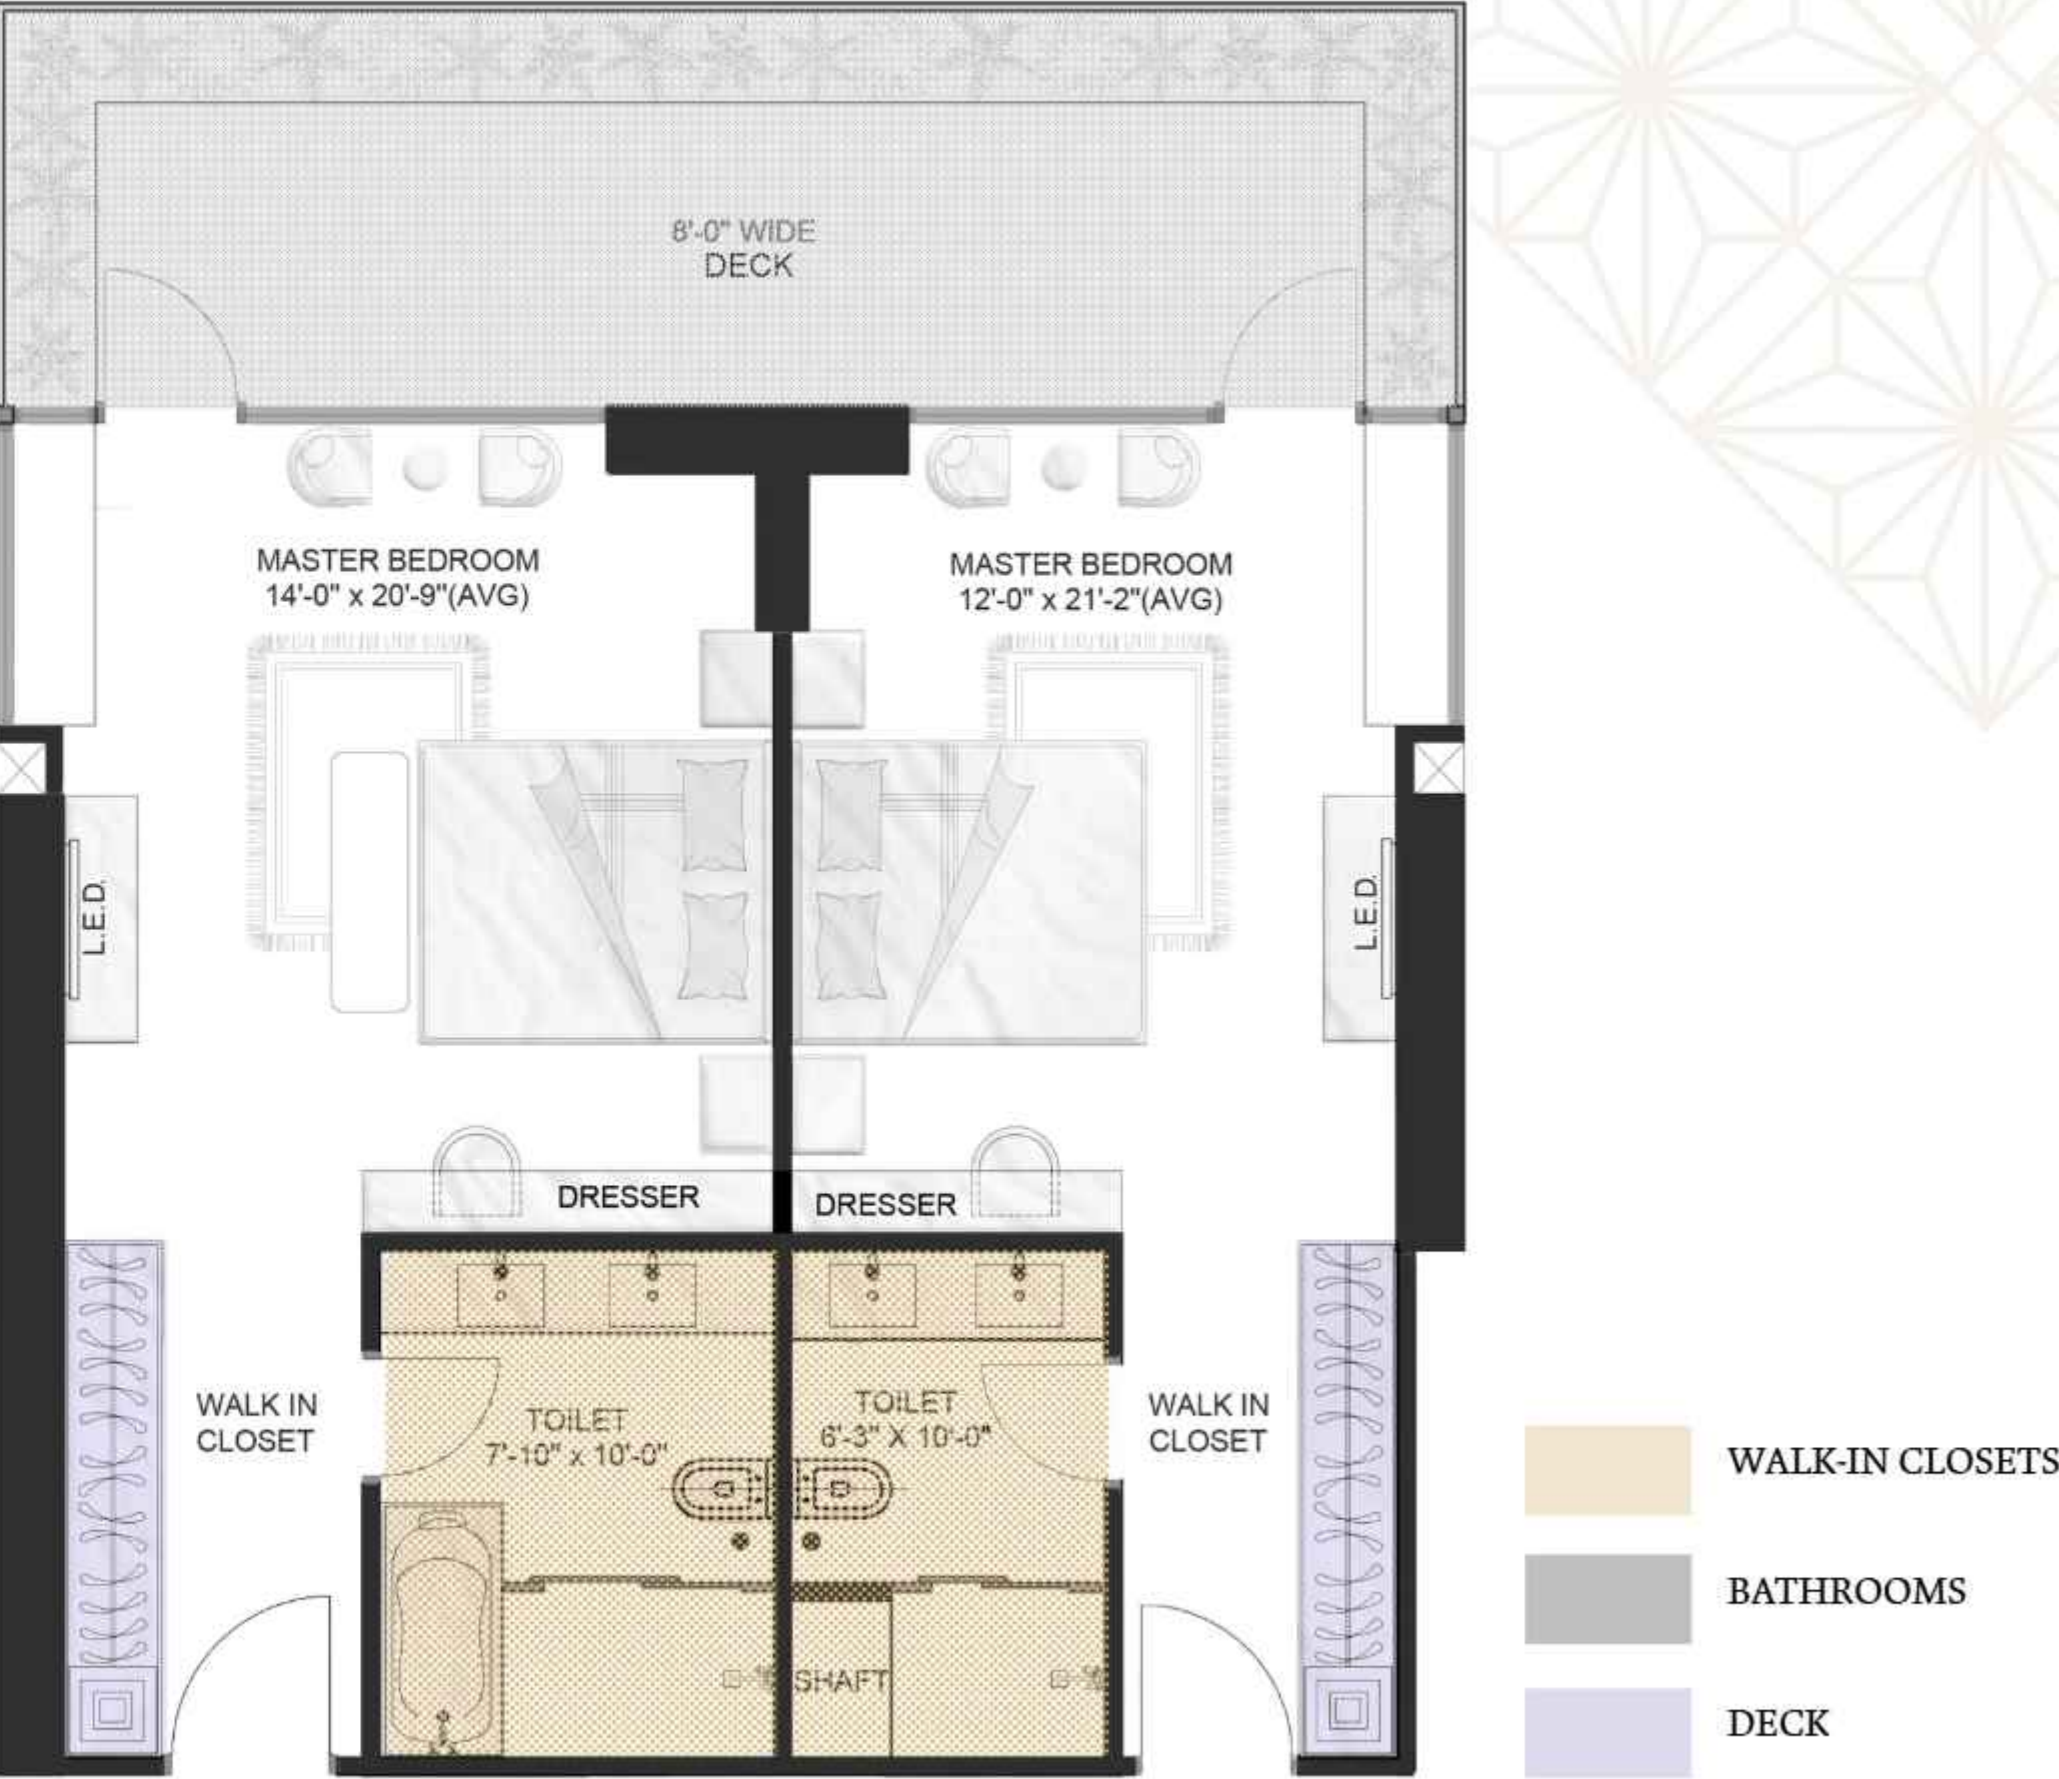 8'-0" WIDE
DECK
MASTER BEDROOM
14'-0" x 20'-9"(AVG)
MASTER BEDROOM
12'-0" x 21'-2"(AVG)
L.E.D.
L.E.D.
DRESSER
DRESSER
WALK IN
CLOSET
TOILET
7'-10" x 10'-0"
TOILET
6'-3" X 10'-0"
WALK IN
CLOSET
SHAFT
WALK-IN CLOSETS
BATHROOMS
DECK